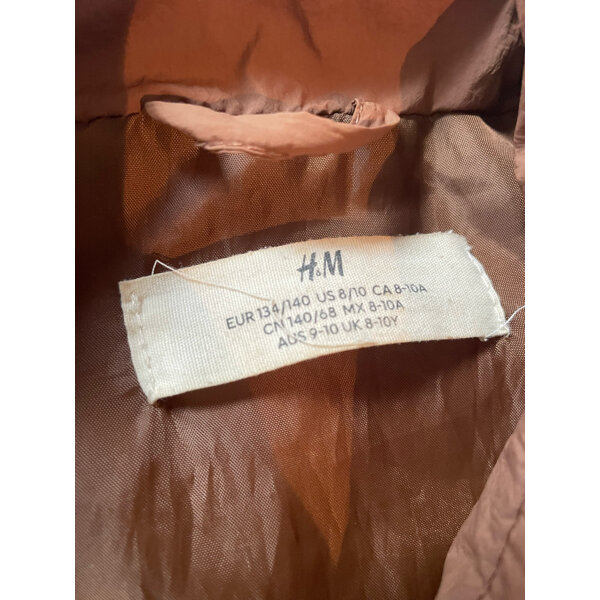 H&M
EUR 134/140 US 8/10 CA 8-10A
CN 140/68 MX 8-10A
AUS 9-10 UK 8-10Y